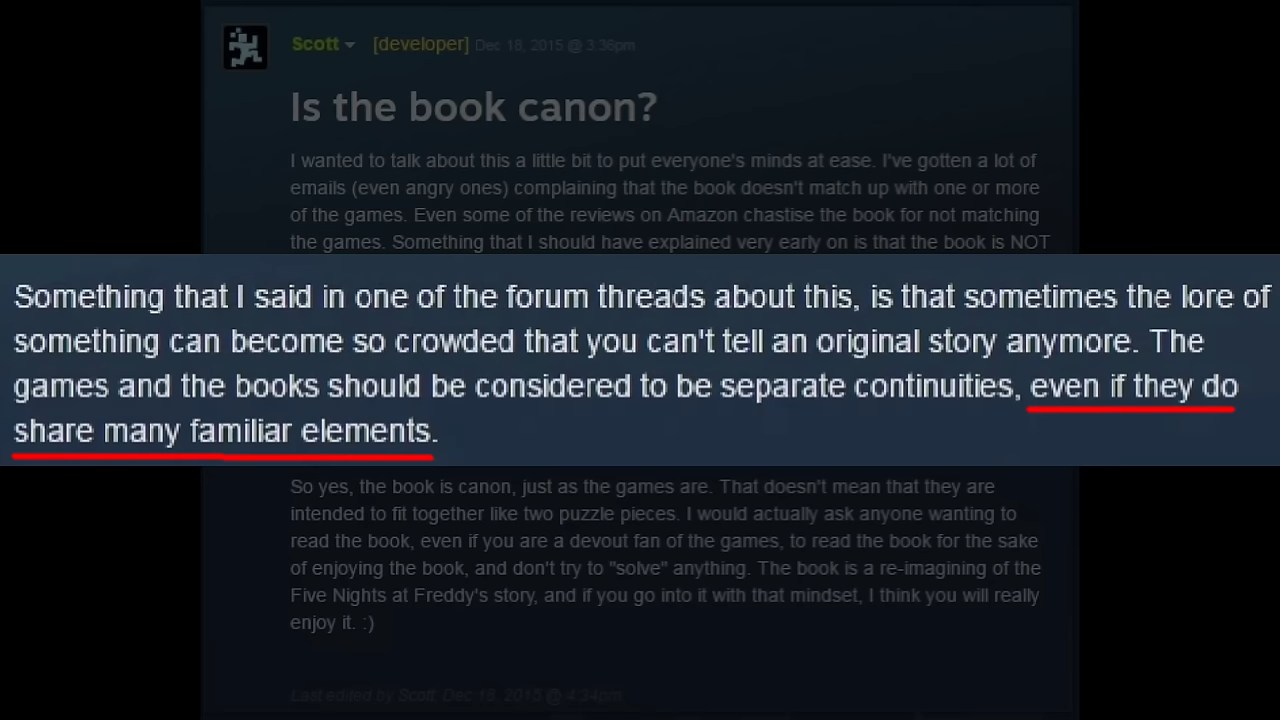 Scott [developer] Dec 18, 2015 @ 3:36pm
Is the book canon?
I wanted to talk about this a little bit to put everyone's minds at ease. I've gotten a lot of
emails (even angry ones) complaining that the book doesn't match up with one or more
of the games. Even some of the reviews on Amazon chastise the book for not matching
the games. Something that I should have explained very early on is that the book is NOT
Something that I said in one of the forum threads about this, is that sometimes the lore of
something can become so crowded that you can't tell an original story anymore. The
games and the books should be considered to be separate continuities, even if they do
share many familiar elements.
So yes, the book is canon, just as the games are. That doesn't mean that they are
intended to fit together like two puzzle pieces. I would actually ask anyone wanting to
read the book, even if you are a devout fan of the games, to read the book for the sake
of enjoying the book, and don't try to "solve" anything. The book is a re-imagining of the
Five Nights at Freddy's story, and if you go into it with that mindset, I think you will really
enjoy it. :)
Last edited by Scott; Dec 18, 2015 @ 4:34pm